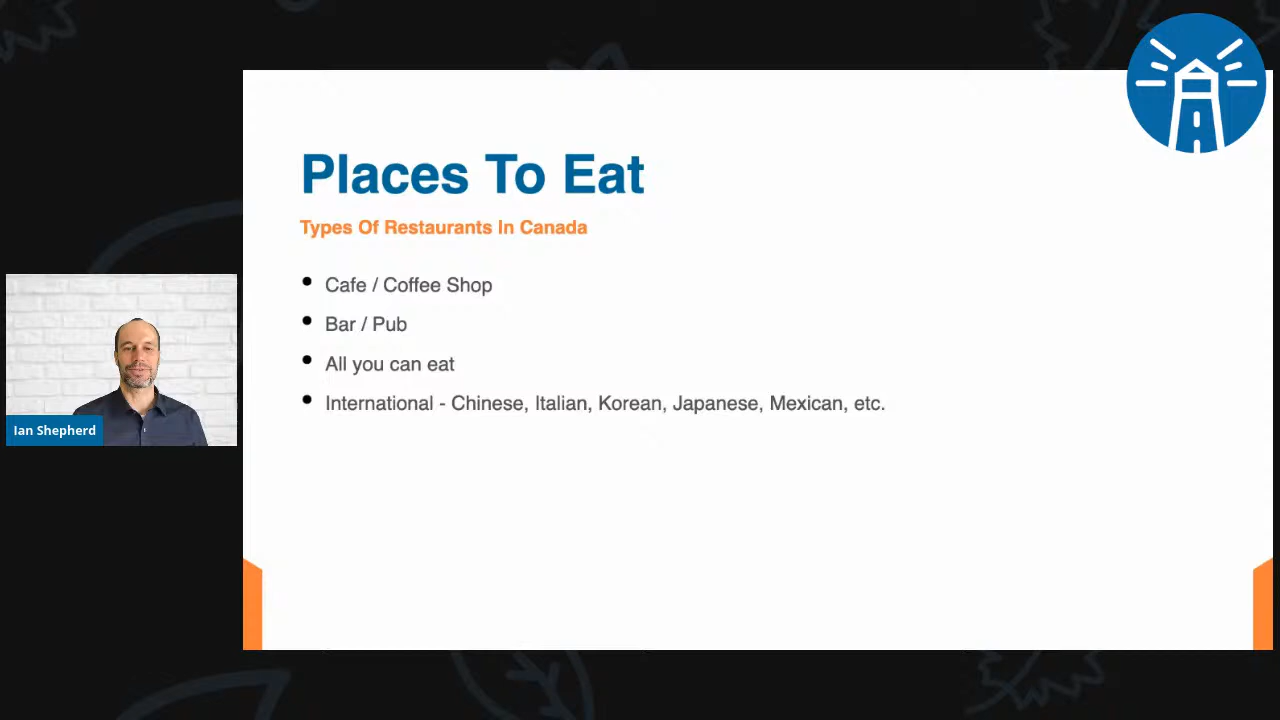 Places To Eat
Types Of Restaurants In Canada
• Cafe / Coffee Shop
• Bar / Pub
• All you can eat
• International - Chinese, Italian, Korean, Japanese, Mexican, etc.
Ian Shepherd